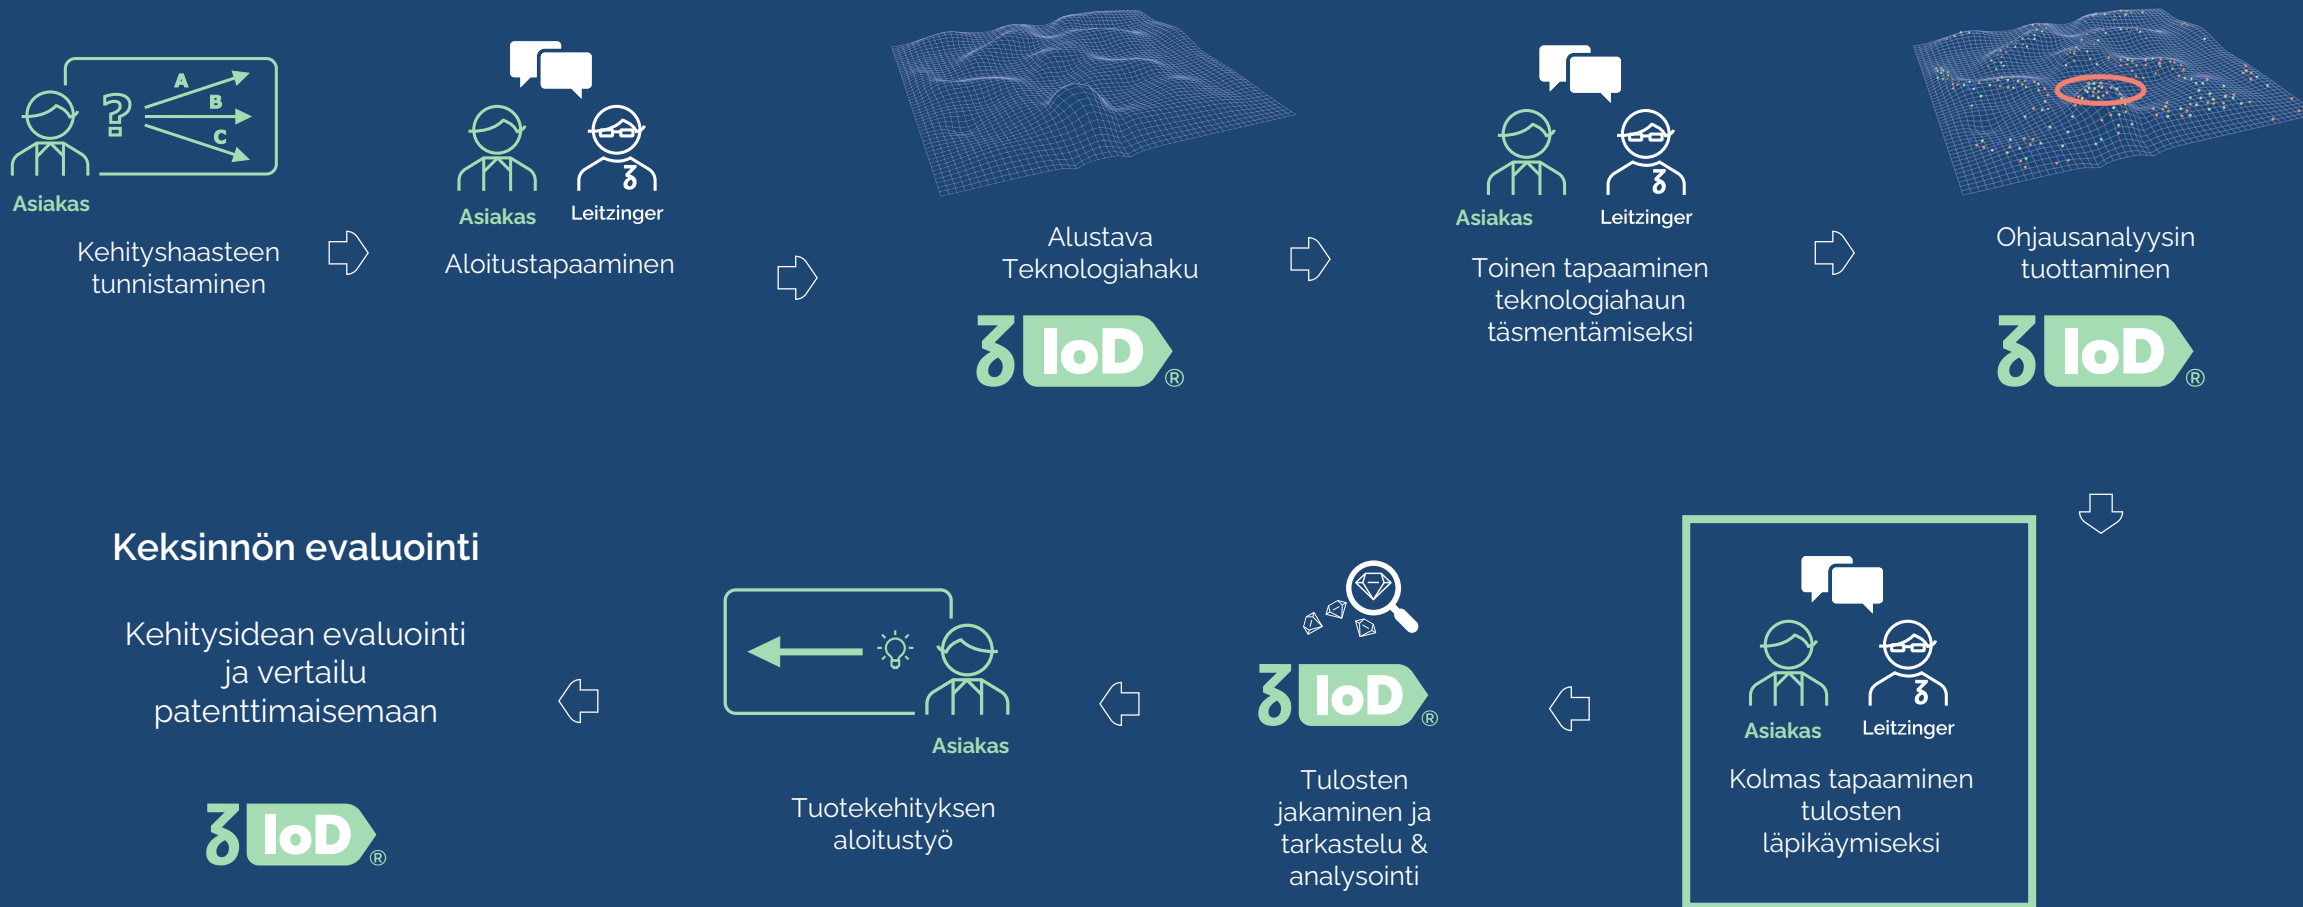 ?
A
B
C
Asiakas
Kehityshaasteen
tunnistaminen
Asiakas
Leitzinger
Aloitustapaaminen
Alustava
Teknologiahaku
IoD
®
Asiakas
Leitzinger
Toinen tapaaminen
teknologiahaun
täsmentämiseksi
Ohjausanalyysin
tuottaminen
IoD
®
Asiakas
Leitzinger
Kolmas tapaaminen
tulosten
läpikäymiseksi
IoD
®
Tulosten
jakaminen ja
tarkastelu &
analysointi
Asiakas
Tuotekehityksen
aloitustyö
Keksinnön evaluointi
Kehitysidean evaluointi
ja vertailu
patenttimaisemaan
IoD
®